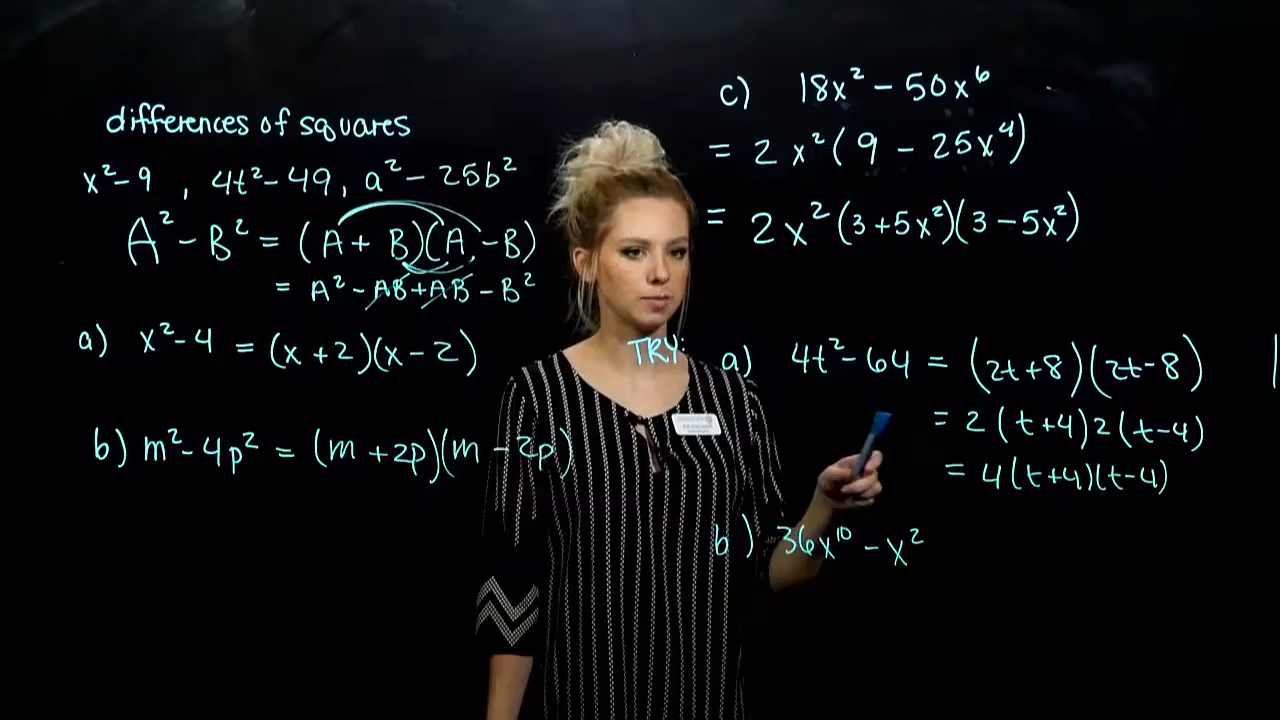 differences of squares
x²-9, 4t²-49, a²-25b²
A²-B² = (A+B)(A-B)
= A²-AB+AB-B²
a) x²-4 = (x+2)(x-2)
b) m²-4p² = (m+2p)(m-2p)
c) 18x²-50x⁶
= 2x²(9-25x⁴)
= 2x²(3+5x²)(3-5x²)
TRY: a) 4t²-64 = (2t+8)(2t-8)
= 2(t+4)2(t-4)
= 4(t+4)(t-4)
b) 36x¹⁰-x²